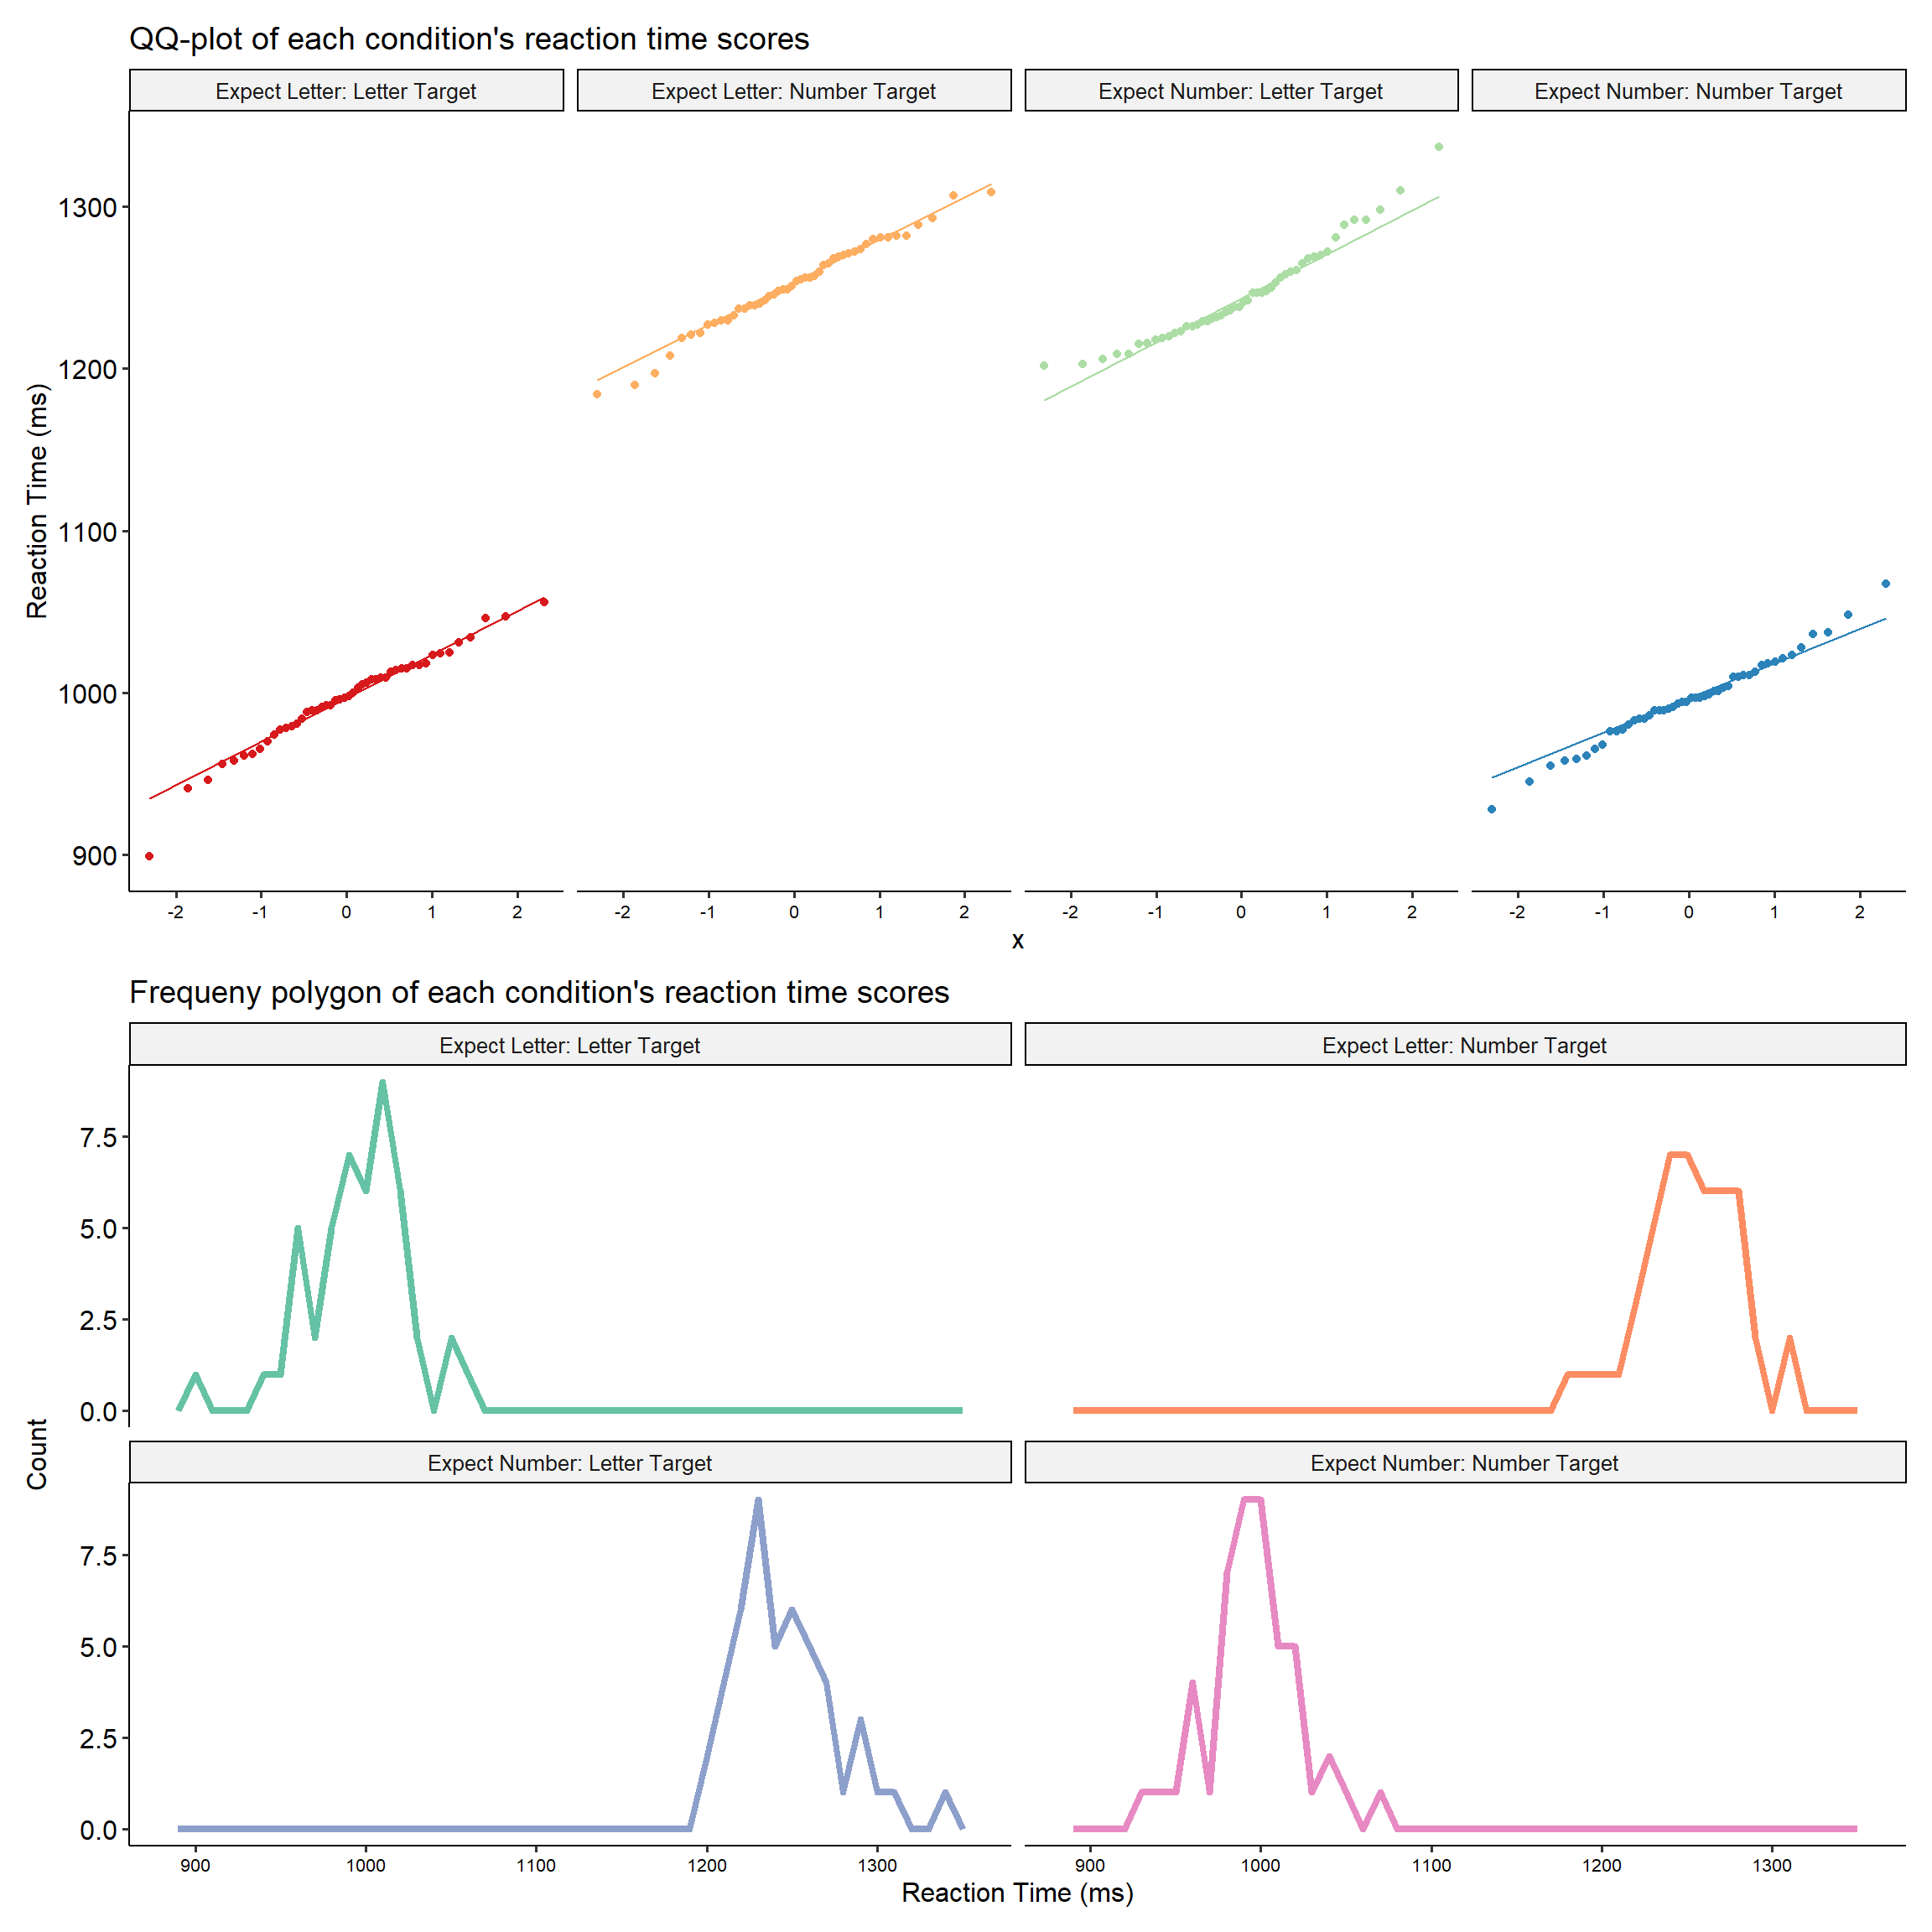 QQ-plot of each condition's reaction time scores
Expect Letter: Letter Target
Expect Letter: Number Target
Expect Number: Letter Target
Expect Number: Number Target
Reaction Time (ms)
1300
1200
1100
1000
900
-2 -1 0 1 2
-2 -1 0 1 2
-2 -1 0 1 2
-2 -1 0 1 2
x
Frequeny polygon of each condition's reaction time scores
Expect Letter: Letter Target
Expect Letter: Number Target
7.5
5.0
2.5
0.0
Count
Expect Number: Letter Target
Expect Number: Number Target
7.5
5.0
2.5
0.0
900 1000 1100 1200 1300
900 1000 1100 1200 1300
Reaction Time (ms)